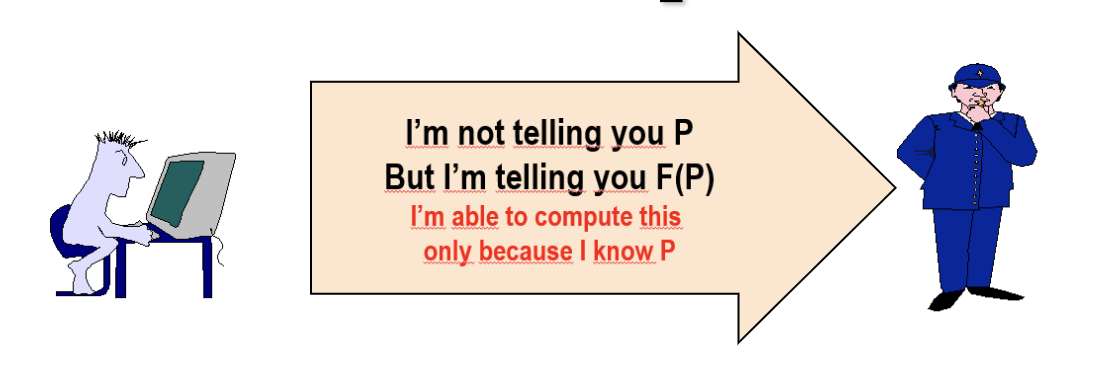 I'm not telling you P
But I'm telling you F(P)
I'm able to compute this
only because I know P